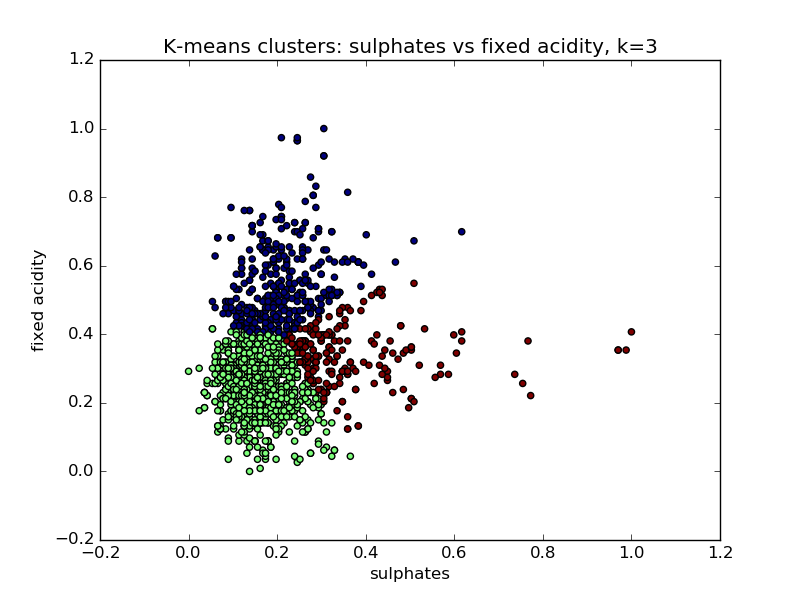 K-means clusters: sulphates vs fixed acidity, k=3
1.2
1.0
0.8
0.6
0.4
0.2
0.0
−0.2
fixed acidity
−0.2 0.0 0.2 0.4 0.6 0.8 1.0 1.2
sulphates